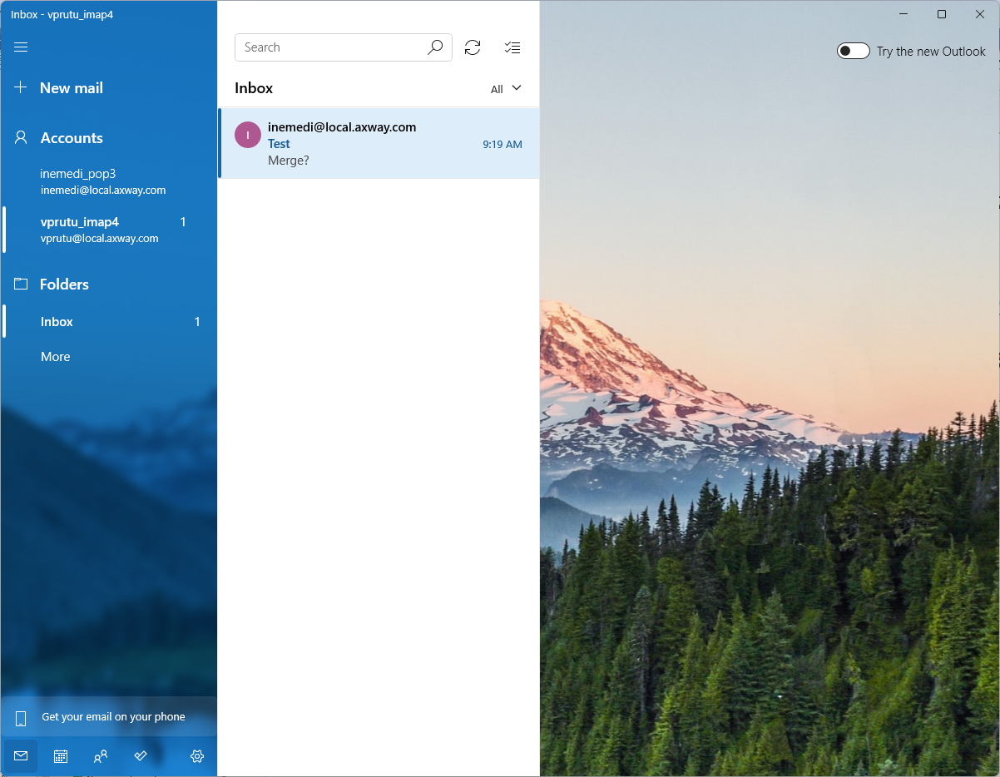 Inbox - vprutu_imap4
New mail
Accounts
inemedi_pop3
inemedi@local.axway.com
vprutu_imap4 1
vprutu@local.axway.com
Folders
Inbox 1
More
Get your email on your phone
Search
Inbox All
I
inemedi@local.axway.com
Test 9:19 AM
Merge?
Try the new Outlook